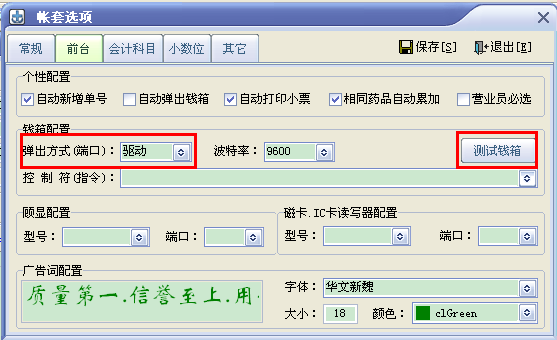 帐套选项
常规 前台 会计科目 小数位 其它 保存[S] 退出[E]
个性配置
自动新增单号 自动弹出钱箱 自动打印小票 相同药品自动累加 营业员必选
钱箱配置
弹出方式(端口)： 驱动 波特率： 9600 测试钱箱
控 制 符(指令)：
顾显配置 磁卡.IC卡读写器配置
型号： 端口： 型号： 端口：
广告词配置
质量第一.信誉至上.用 字体： 华文新魏
大小： 18 颜色： clGreen